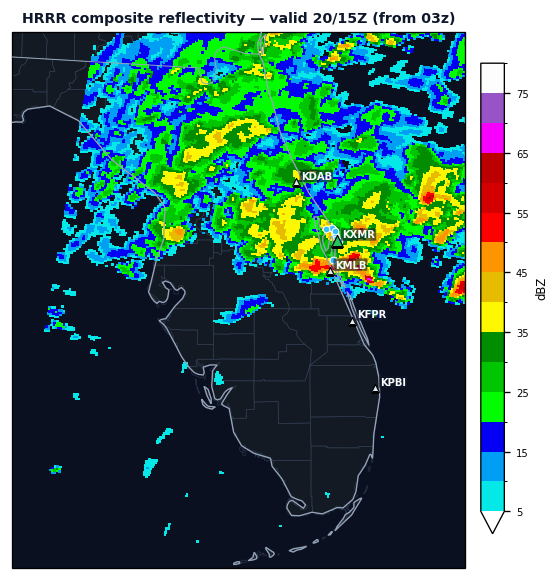 HRRR composite reflectivity — valid 20/15Z (from 03z)
75
65
55
45
35
25
15
5
dBZ
KDAB
KXMR
KMLB
KFPR
KPBI